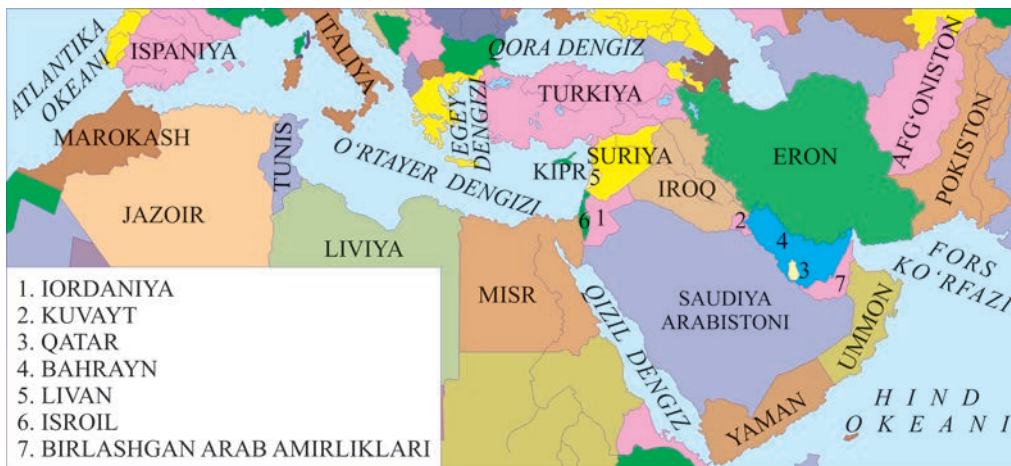 ATLANTIKA
OKEANI
ISPANIYA
ITALIYA
QORA DENGIZ
MAROKASH
TUNIS
EGEY
DENGIZI
TURKIYA
AFG‘ONISTON
POKISTON
JAZOIR
O‘RTAYER DENGIZI
KIPR
SURIYA
5
IROQ
ERON
LIVIYA
MISR
6
1
2
4
3
7
FORS
KO‘RFAZI
QIZIL DENGIZ
SAUDIYA
ARABISTONI
UMMON
YAMAN
HIND
OKEANI
1. IORDANIYA
2. KUVAYT
3. QATAR
4. BAHRAYN
5. LIVAN
6. ISROIL
7. BIRLASHGAN ARAB AMIRLIKLARI